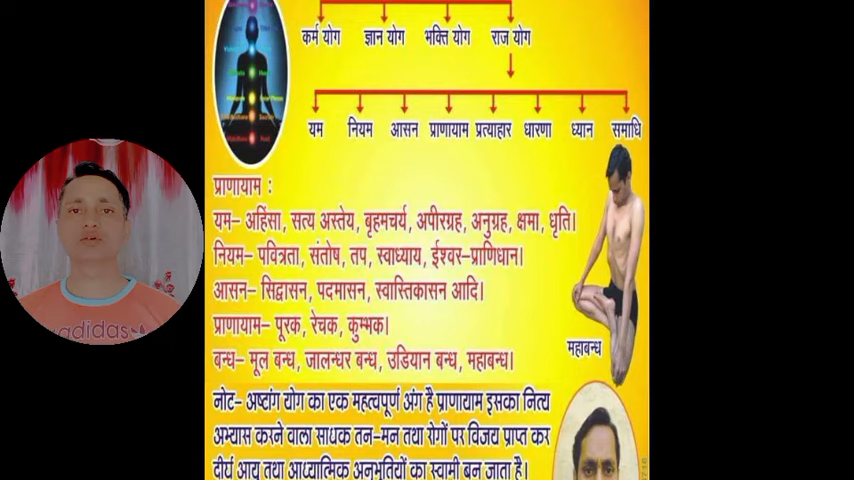 कर्म योग ज्ञान योग भक्ति योग राज योग
यम नियम आसन प्राणायाम प्रत्याहार धारणा ध्यान समाधि
प्राणायाम :
यम– अहिंसा, सत्य अस्तेय, बृहमचर्य, अपीरग्रह, अनुग्रह, क्षमा, धृति।
नियम– पवित्रता, संतोष, तप, स्वाध्याय, ईश्वर–प्राणिधान।
आसन– सिद्वासन, पदमासन, स्वास्तिकासन आदि।
प्राणायाम– पूरक, रेचक, कुम्भक।
बन्ध– मूल बन्ध, जालन्धर बन्ध, उडियान बन्ध, महाबन्ध।
महाबन्ध
नोट– अष्टांग योग का एक महत्वपूर्ण अंग है प्राणायाम इसका नित्य
अभ्यास करने वाला साधक तन–मन तथा रोगों पर विजय प्राप्त कर
दीर्घ आयु तथा आध्यात्मिक अनुभूतियों का स्वामी बन जाता है।
adidas